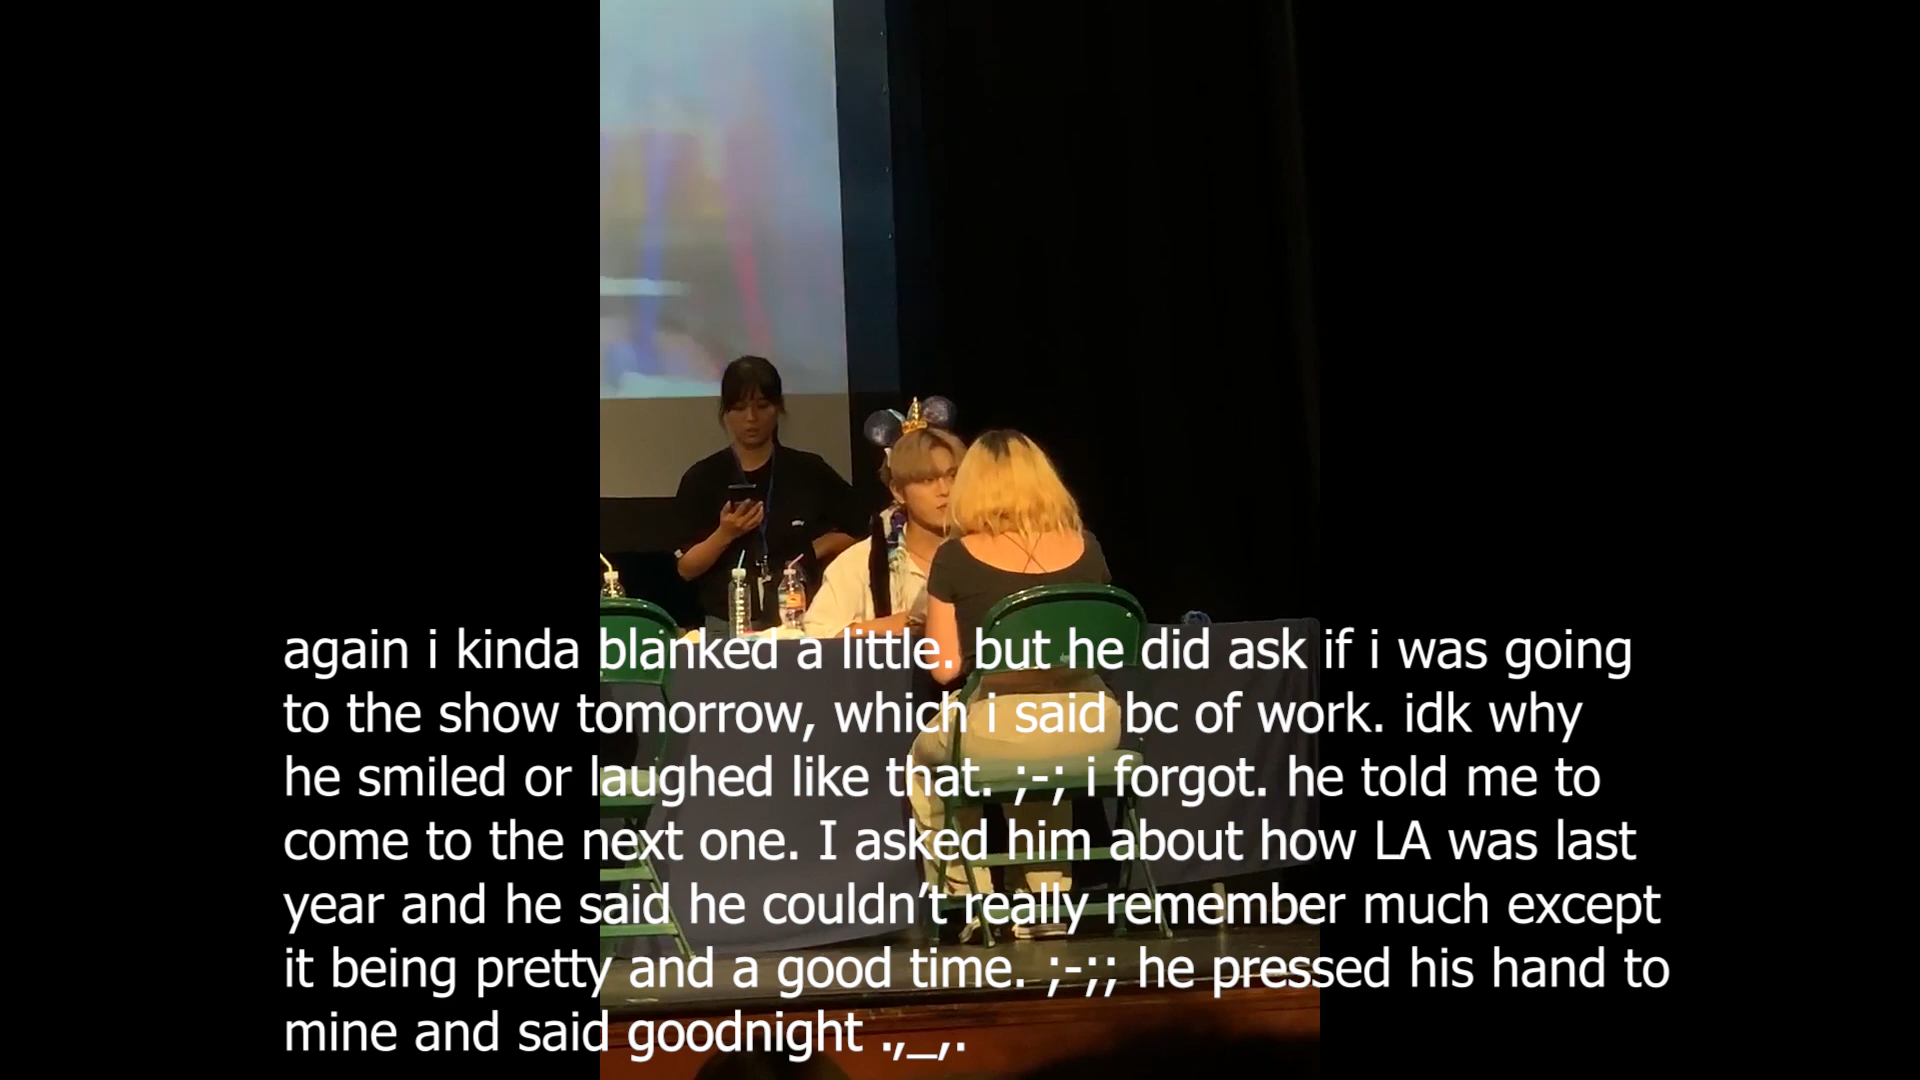 again i kinda blanked a little. but he did ask if i was going
to the show tomorrow, which i said bc of work. idk why
he smiled or laughed like that. ;-; i forgot. he told me to
come to the next one. I asked him about how LA was last
year and he said he couldn’t really remember much except
it being pretty and a good time. ;-;; he pressed his hand to
mine and said goodnight .,_,.